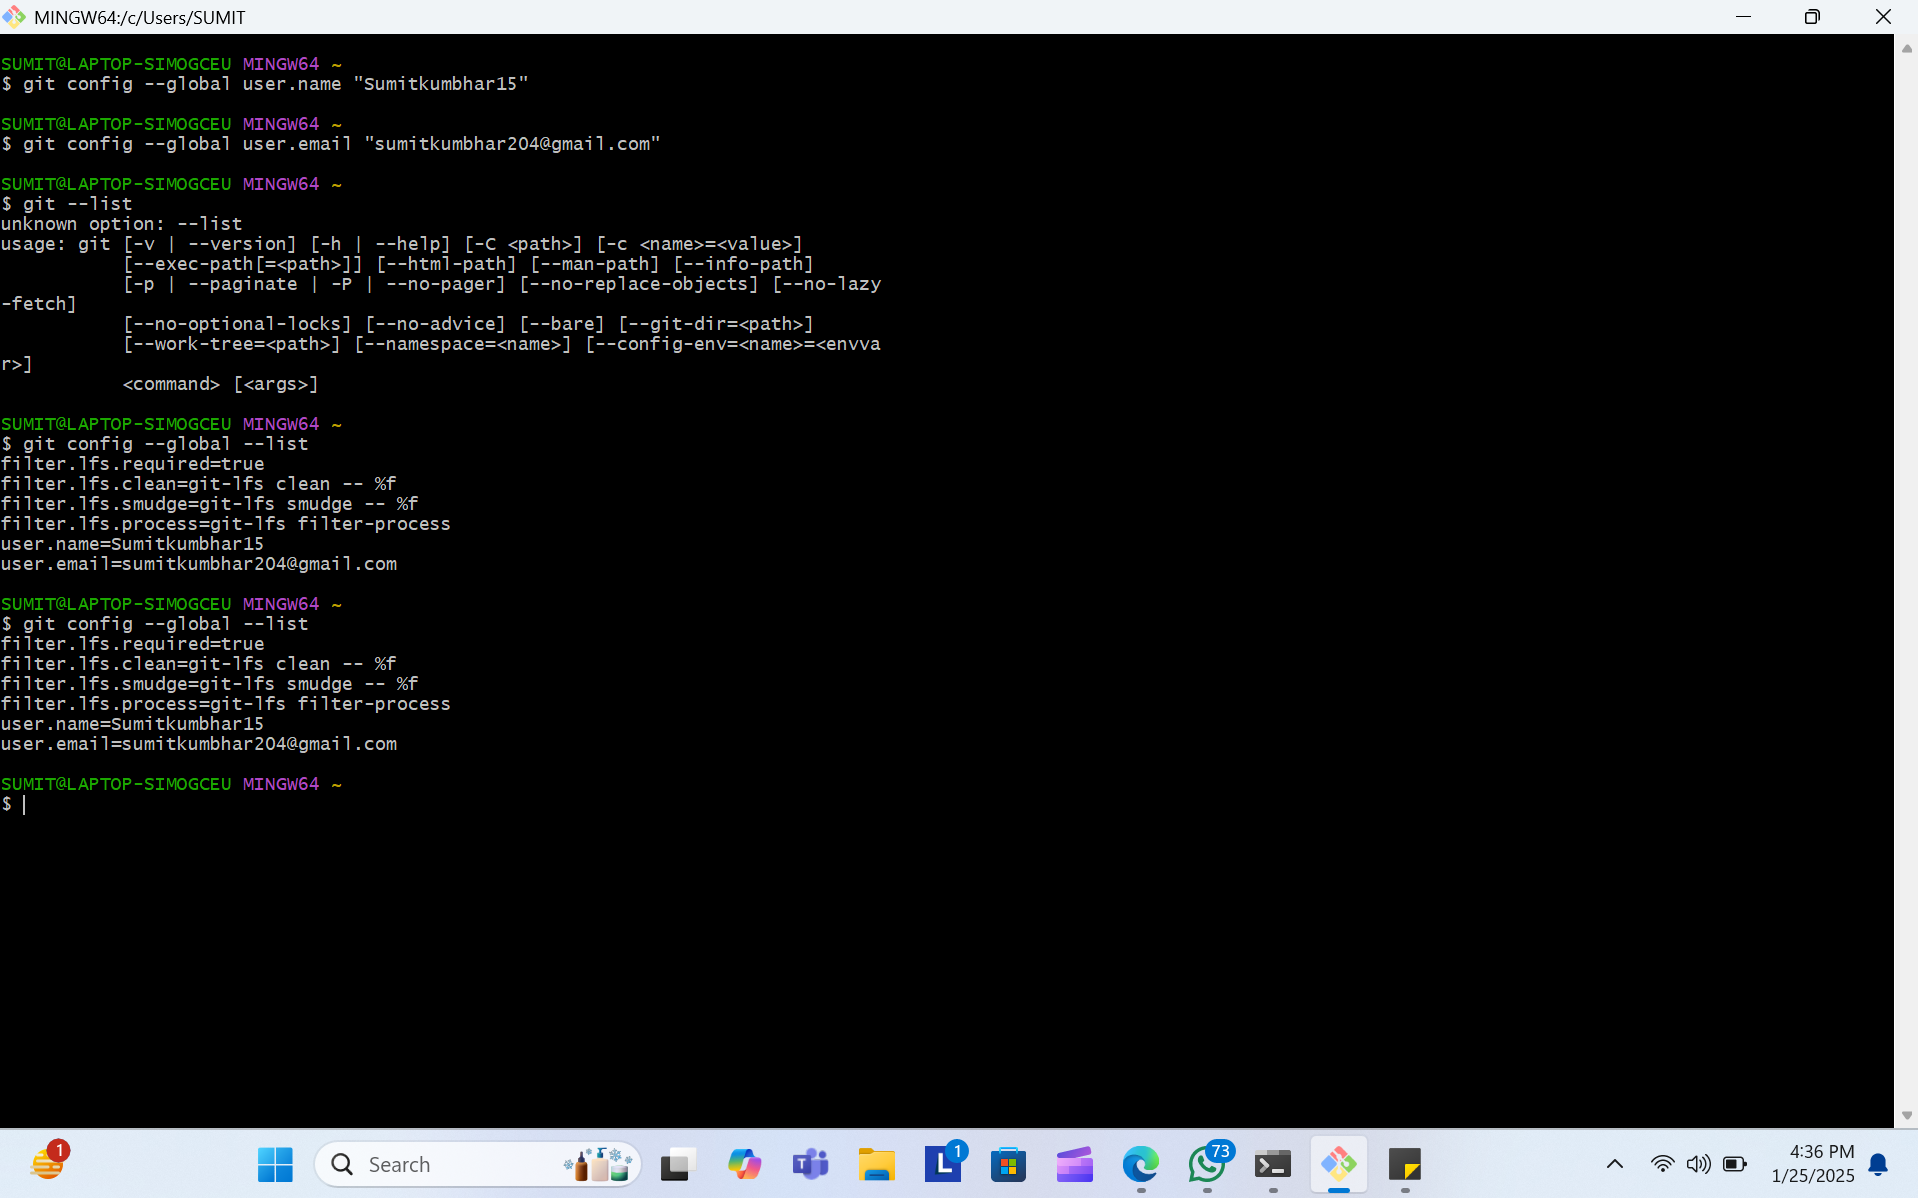 MINGW64:/c/Users/SUMIT
SUMIT@LAPTOP-SIMOGCEU MINGW64 ~
$ git config --global user.name "Sumitkumbhar15"
SUMIT@LAPTOP-SIMOGCEU MINGW64 ~
$ git config --global user.email "sumitkumbhar204@gmail.com"
SUMIT@LAPTOP-SIMOGCEU MINGW64 ~
$ git --list
unknown option: --list
usage: git [-v | --version] [-h | --help] [-C <path>] [-c <name>=<value>]
[--exec-path[=<path>]] [--html-path] [--man-path] [--info-path]
[-p | --paginate | -P | --no-pager] [--no-replace-objects] [--no-lazy
-fetch]
[--no-optional-locks] [--no-advice] [--bare] [--git-dir=<path>]
[--work-tree=<path>] [--namespace=<name>] [--config-env=<name>=<envva
r>]
<command> [<args>]
SUMIT@LAPTOP-SIMOGCEU MINGW64 ~
$ git config --global --list
filter.lfs.required=true
filter.lfs.clean=git-lfs clean -- %f
filter.lfs.smudge=git-lfs smudge -- %f
filter.lfs.process=git-lfs filter-process
user.name=Sumitkumbhar15
user.email=sumitkumbhar204@gmail.com
SUMIT@LAPTOP-SIMOGCEU MINGW64 ~
$ git config --global --list
filter.lfs.required=true
filter.lfs.clean=git-lfs clean -- %f
filter.lfs.smudge=git-lfs smudge -- %f
filter.lfs.process=git-lfs filter-process
user.name=Sumitkumbhar15
user.email=sumitkumbhar204@gmail.com
SUMIT@LAPTOP-SIMOGCEU MINGW64 ~
$
1
Search
L 1
73
4:36 PM
1/25/2025